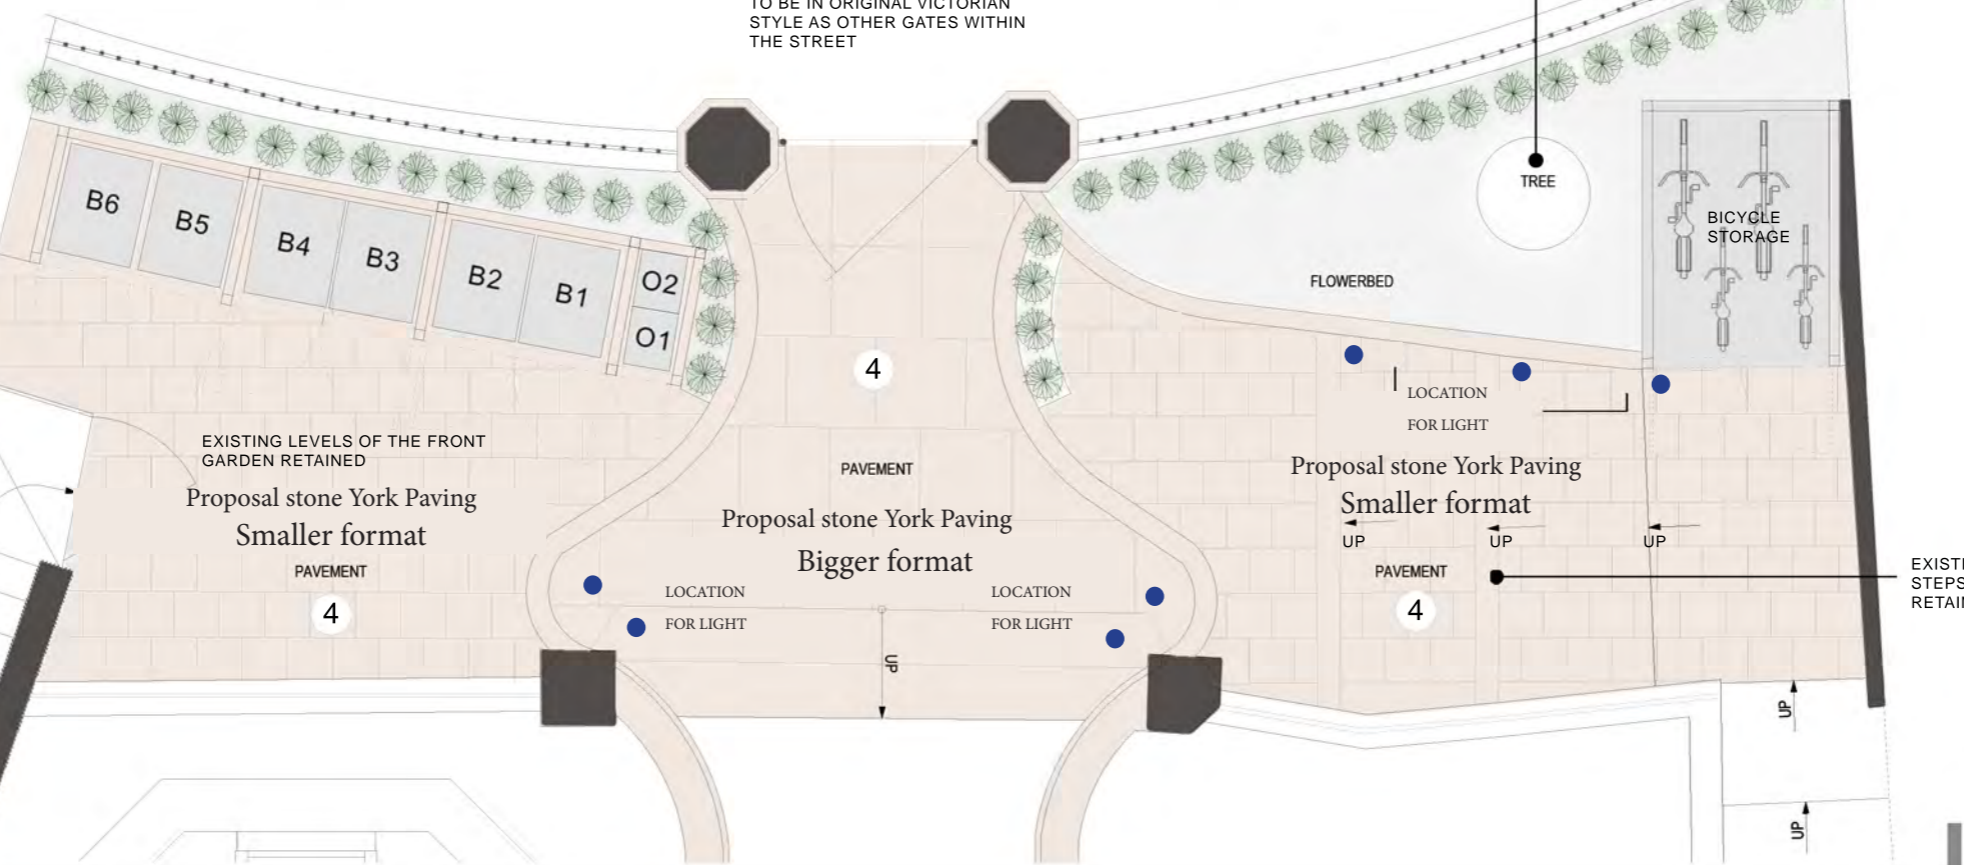 TO BE IN ORIGINAL VICTORIAN
STYLE AS OTHER GATES WITHIN
THE STREET
B6
B5
B4
B3
B2
B1
O2
O1
TREE
BICYCLE
STORAGE
FLOWERBED
4
LOCATION
FOR LIGHT
EXISTING LEVELS OF THE FRONT
GARDEN RETAINED
Proposal stone York Paving
Smaller format
PAVEMENT
4
PAVEMENT
Proposal stone York Paving
Bigger format
LOCATION
FOR LIGHT
LOCATION
FOR LIGHT
UP
Proposal stone York Paving
Smaller format
UP
UP
UP
PAVEMENT
4
STEPS
UP
UP